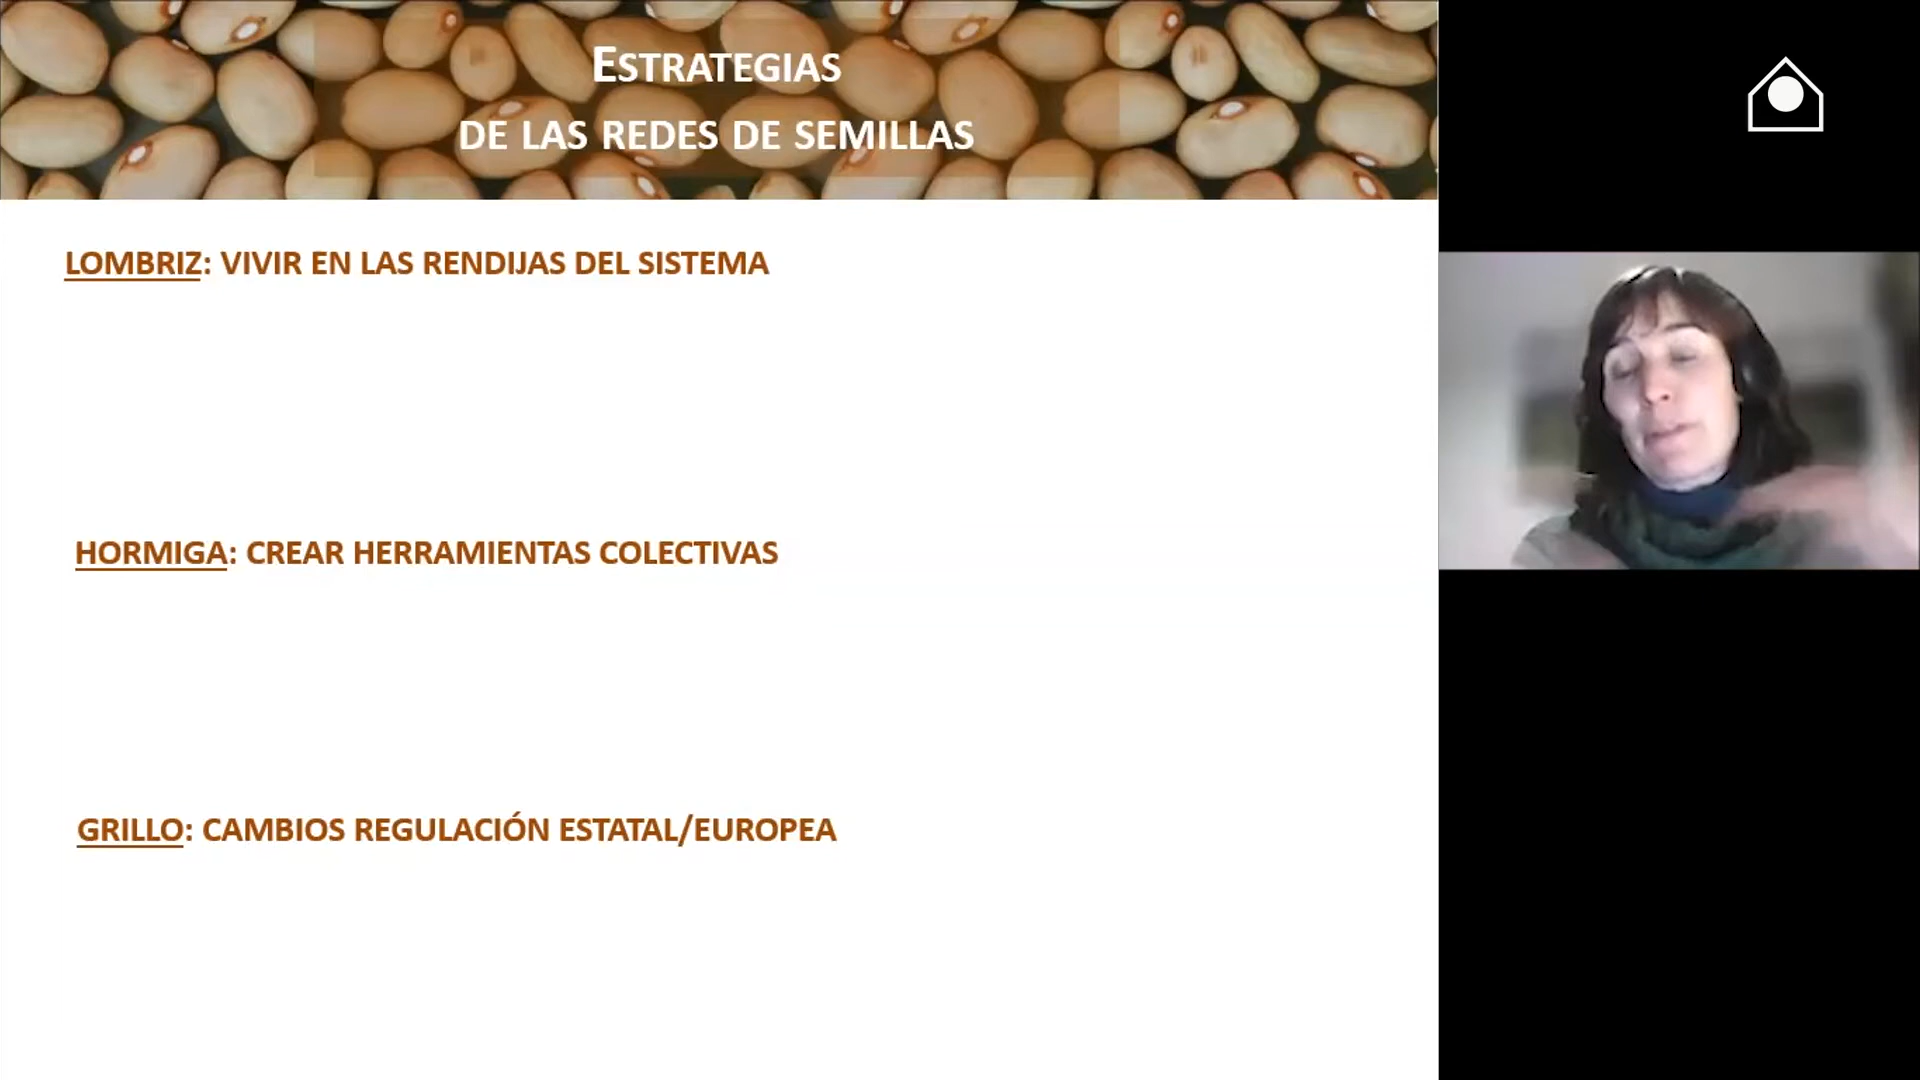 ESTRATEGIAS
DE LAS REDES DE SEMILLAS
LOMBRIZ: VIVIR EN LAS RENDIJAS DEL SISTEMA
HORMIGA: CREAR HERRAMIENTAS COLECTIVAS
GRILLO: CAMBIOS REGULACIÓN ESTATAL/EUROPEA